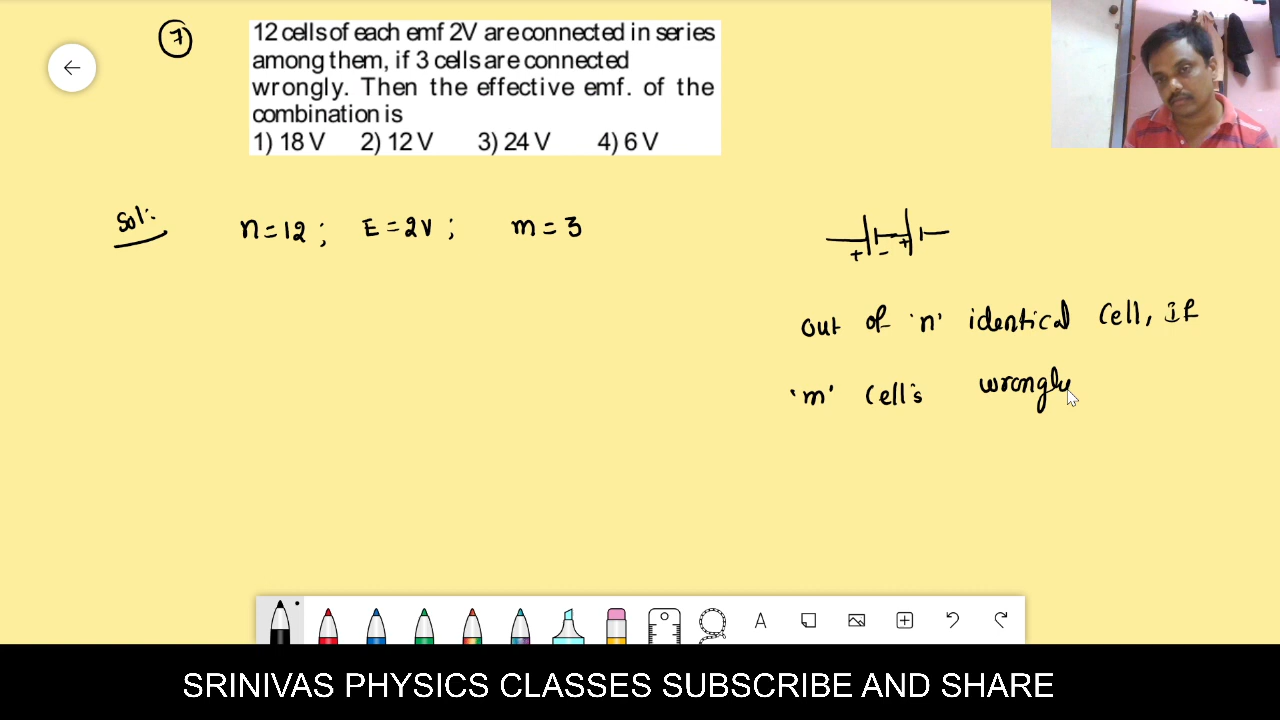 7
12 cells of each emf 2V are connected in series
among them, if 3 cells are connected
wrongly. Then the effective emf. of the
combination is
1) 18 V 2) 12 V 3) 24 V 4) 6 V
Sol:
n = 12 ; E = 2V ; m = 3
+ - +
out of 'n' identical cell, If
'm' cell's wrongly
A
SRINIVAS PHYSICS CLASSES SUBSCRIBE AND SHARE